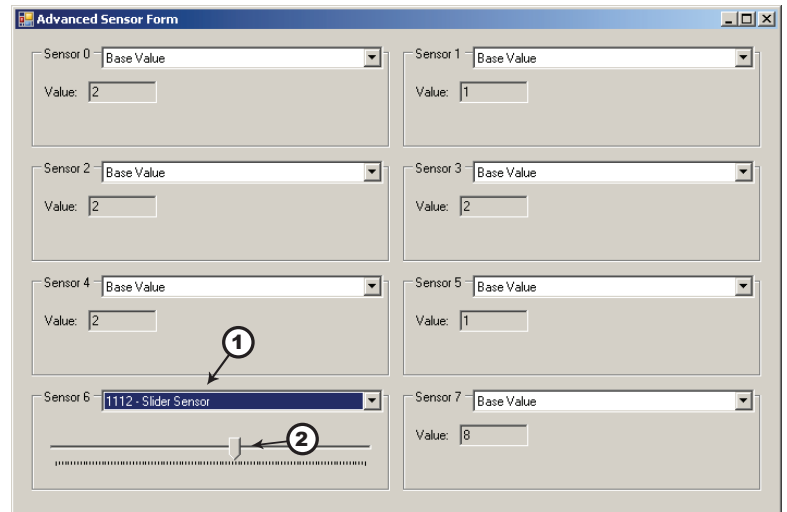 Advanced Sensor Form
Sensor 0 Base Value
Value: 2
Sensor 1 Base Value
Value: 1
Sensor 2 Base Value
Value: 2
Sensor 3 Base Value
Value: 2
Sensor 4 Base Value
Value: 2
Sensor 5 Base Value
Value: 1
1
Sensor 6 1112 - Slider Sensor
2
Sensor 7 Base Value
Value: 8